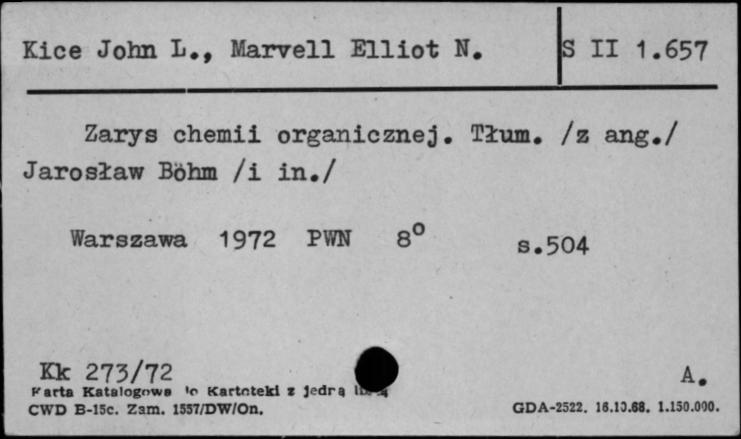 Kice John L., Marvell Elliot N. S II 1.657
Zarys chemii organicznej. Tłum. /z ang./
Jarosław Böhm /i in./
Warszawa 1972 PWN 8° s.504
Kk 273/72 A.
Karta Katalogowa do Kartoteki z jedrą
CWD B-15c. Zam. 1557/DW/On. GDA-2522. 16.10.68. 1.150.000.